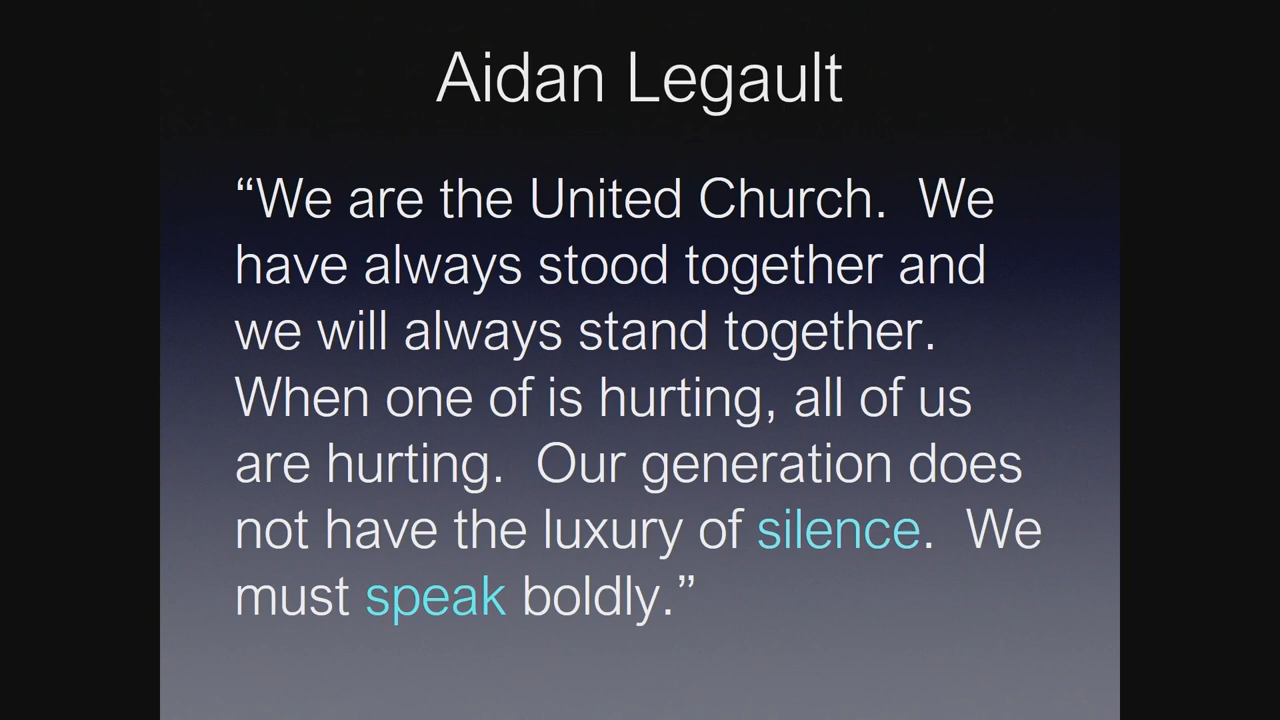 Aidan Legault
“We are the United Church.  We
have always stood together and
we will always stand together.
When one of is hurting, all of us
are hurting.  Our generation does
not have the luxury of silence.  We
must speak boldly.”